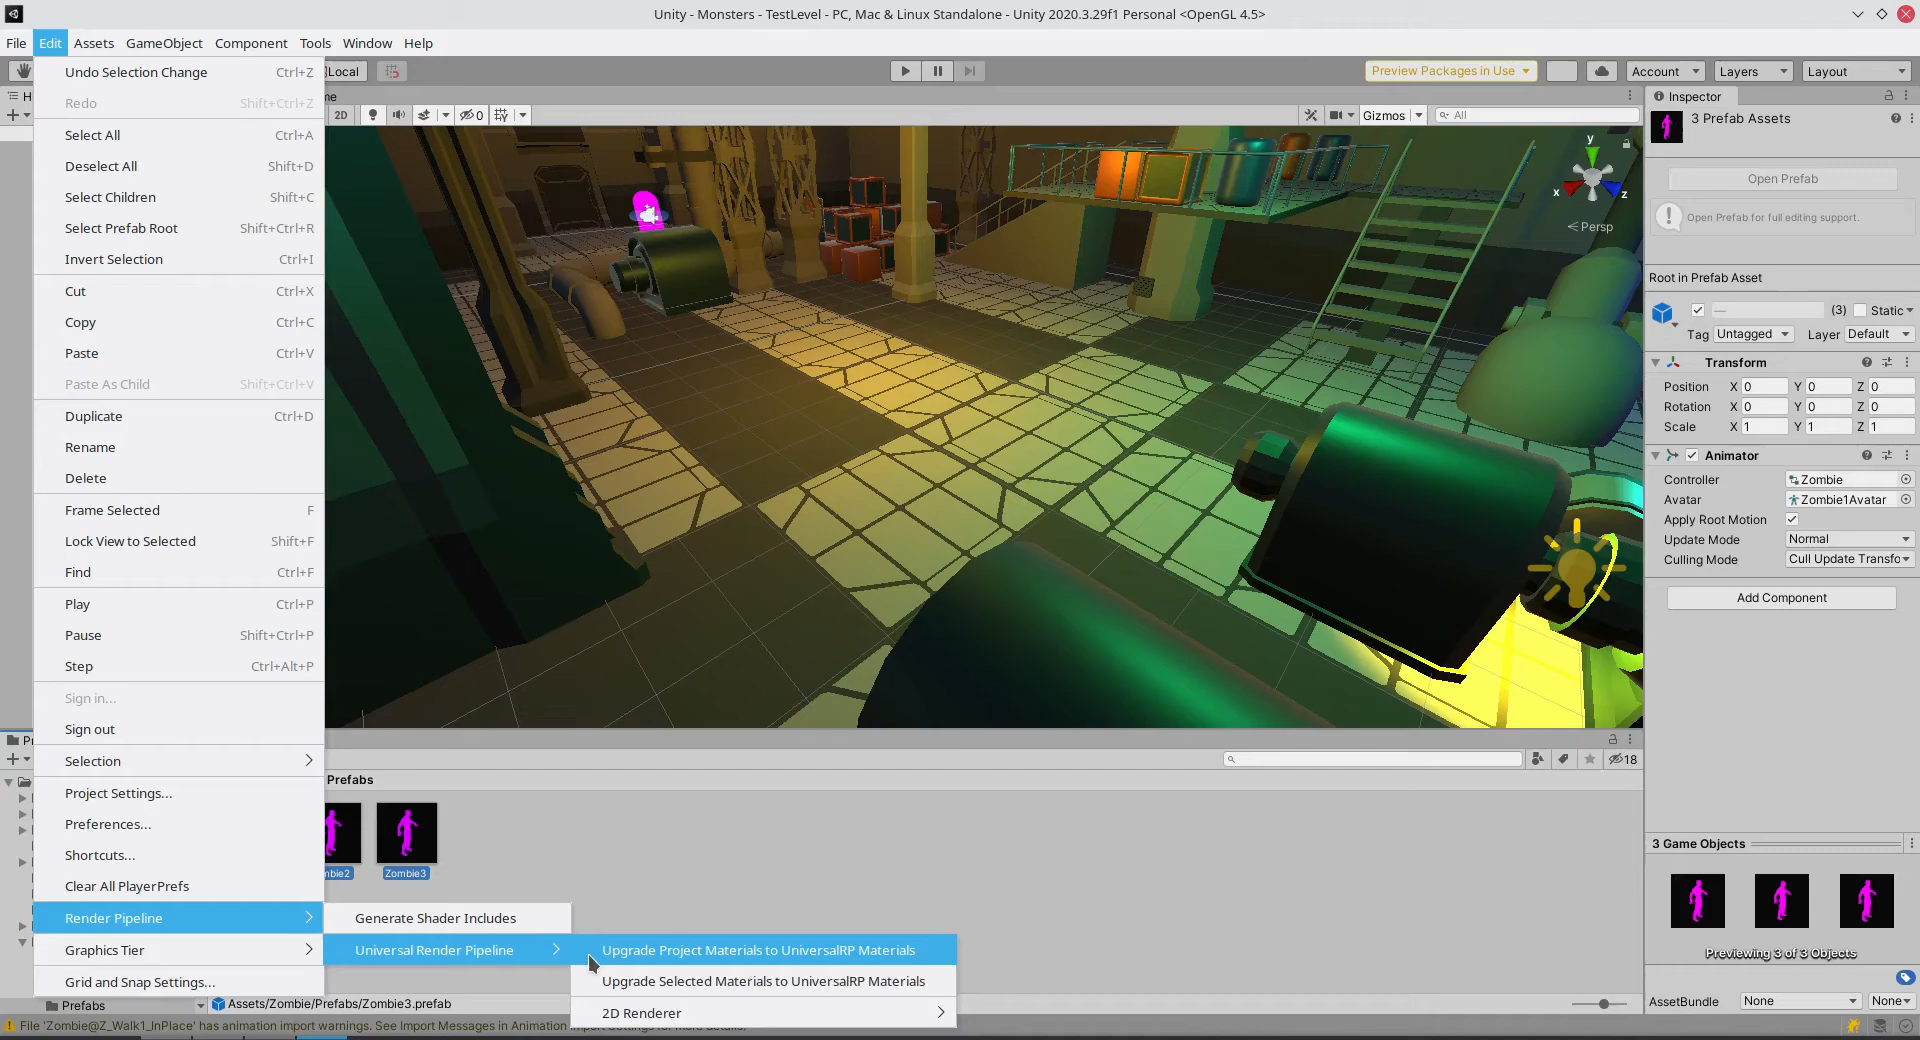 Unity - Monsters - TestLevel - PC, Mac & Linux Standalone - Unity 2020.3.29f1 Personal <OpenGL 4.5>
File Edit Assets GameObject Component Tools Window Help
Local
Preview Packages in Use
Account
Layers
Layout
Undo Selection Change Ctrl+Z
Redo Shift+Ctrl+Z
Select All Ctrl+A
Deselect All Shift+D
Select Children Shift+C
Select Prefab Root Shift+Ctrl+R
Invert Selection Ctrl+I
Cut Ctrl+X
Copy Ctrl+C
Paste Ctrl+V
Paste As Child Shift+Ctrl+V
Duplicate Ctrl+D
Rename
Delete
Frame Selected F
Lock View to Selected Shift+F
Find Ctrl+F
Play Ctrl+P
Pause Shift+Ctrl+P
Step Ctrl+Alt+P
Sign in...
Sign out
Selection
Project Settings...
Preferences...
Shortcuts...
Clear All PlayerPrefs
Render Pipeline
Graphics Tier
Grid and Snap Settings...
Generate Shader Includes
Universal Render Pipeline
Upgrade Project Materials to UniversalRP Materials
Upgrade Selected Materials to UniversalRP Materials
2D Renderer
H
me
2D
0
Gizmos
All
y
x
z
Persp
Pr
18
Prefabs
mbie2
Zombie3
Prefabs
Assets/Zombie/Prefabs/Zombie3.prefab
File 'Zombie@Z_Walk1_InPlace' has animation import warnings. See Import Messages in Animation Import Settings for more details.
Inspector
3 Prefab Assets
Open Prefab
Open Prefab for full editing support.
Root in Prefab Asset
— (3) Static
Tag Untagged Layer Default
Transform
Position X 0 Y 0 Z 0
Rotation X 0 Y 0 Z 0
Scale X 1 Y 1 Z 1
Animator
Controller Zombie
Avatar Zombie1Avatar
Apply Root Motion
Update Mode Normal
Culling Mode Cull Update Transfo
Add Component
3 Game Objects
Previewing 3 of 3 Objects
AssetBundle None None